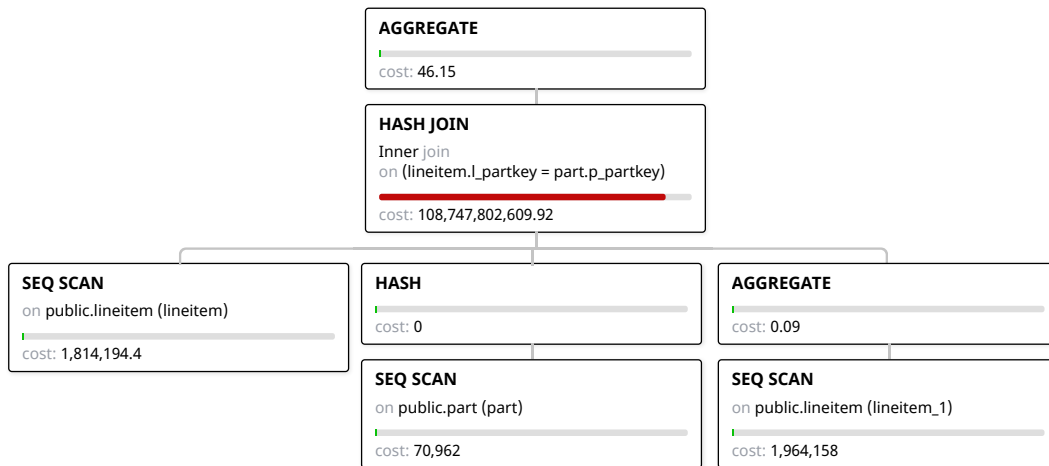 AGGREGATE
cost: 46.15
HASH JOIN
Inner join
on (lineitem.l_partkey = part.p_partkey)
cost: 108,747,802,609.92
SEQ SCAN
on public.lineitem (lineitem)
cost: 1,814,194.4
HASH
cost: 0
AGGREGATE
cost: 0.09
SEQ SCAN
on public.part (part)
cost: 70,962
SEQ SCAN
on public.lineitem (lineitem_1)
cost: 1,964,158